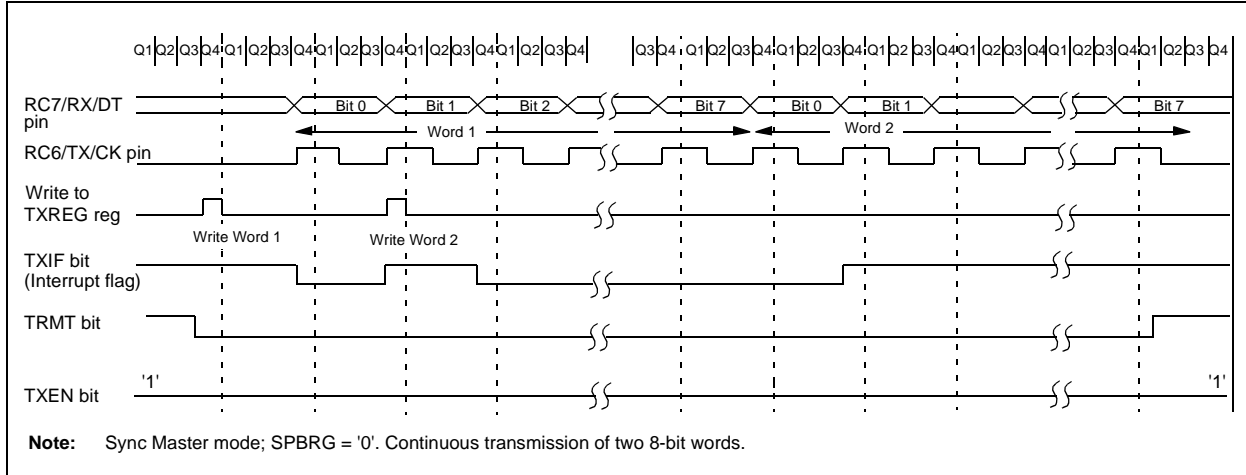 Q1 Q2 Q3 Q4 Q1 Q2 Q3 Q4 Q1 Q2 Q3 Q4 Q1 Q2 Q3 Q4 Q1 Q2 Q3 Q4 Q3 Q4 Q1 Q2 Q3 Q4 Q1 Q2 Q3 Q4 Q1 Q2 Q3 Q4 Q1 Q2 Q3 Q4 Q1 Q2 Q3 Q4 Q1 Q2 Q3 Q4
RC7/RX/DT Bit 0 Bit 1 Bit 2 Bit 7 Bit 0 Bit 1 Bit 7
pin
Word 1 Word 2
RC6/TX/CK pin
Write to
TXREG reg
Write Word 1 Write Word 2
TXIF bit
(Interrupt flag)
TRMT bit
'1' '1'
TXEN bit
Note: Sync Master mode; SPBRG = '0'. Continuous transmission of two 8-bit words.